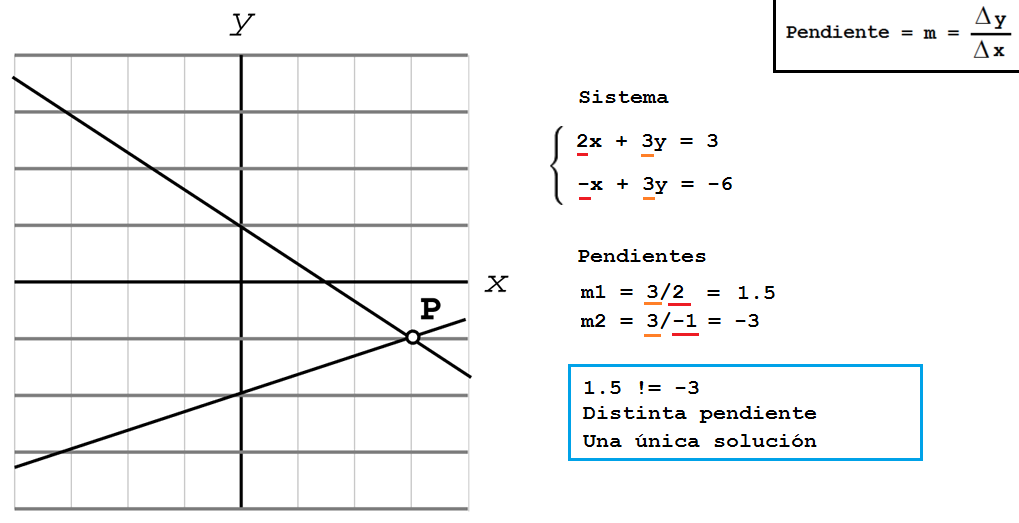 y
x
P
Pendiente = m = Δy/Δx
Sistema
2x + 3y = 3
-x + 3y = -6
Pendientes
m1 = 3/2 = 1.5
m2 = 3/-1 = -3
1.5 != -3
Distinta pendiente
Una única solución